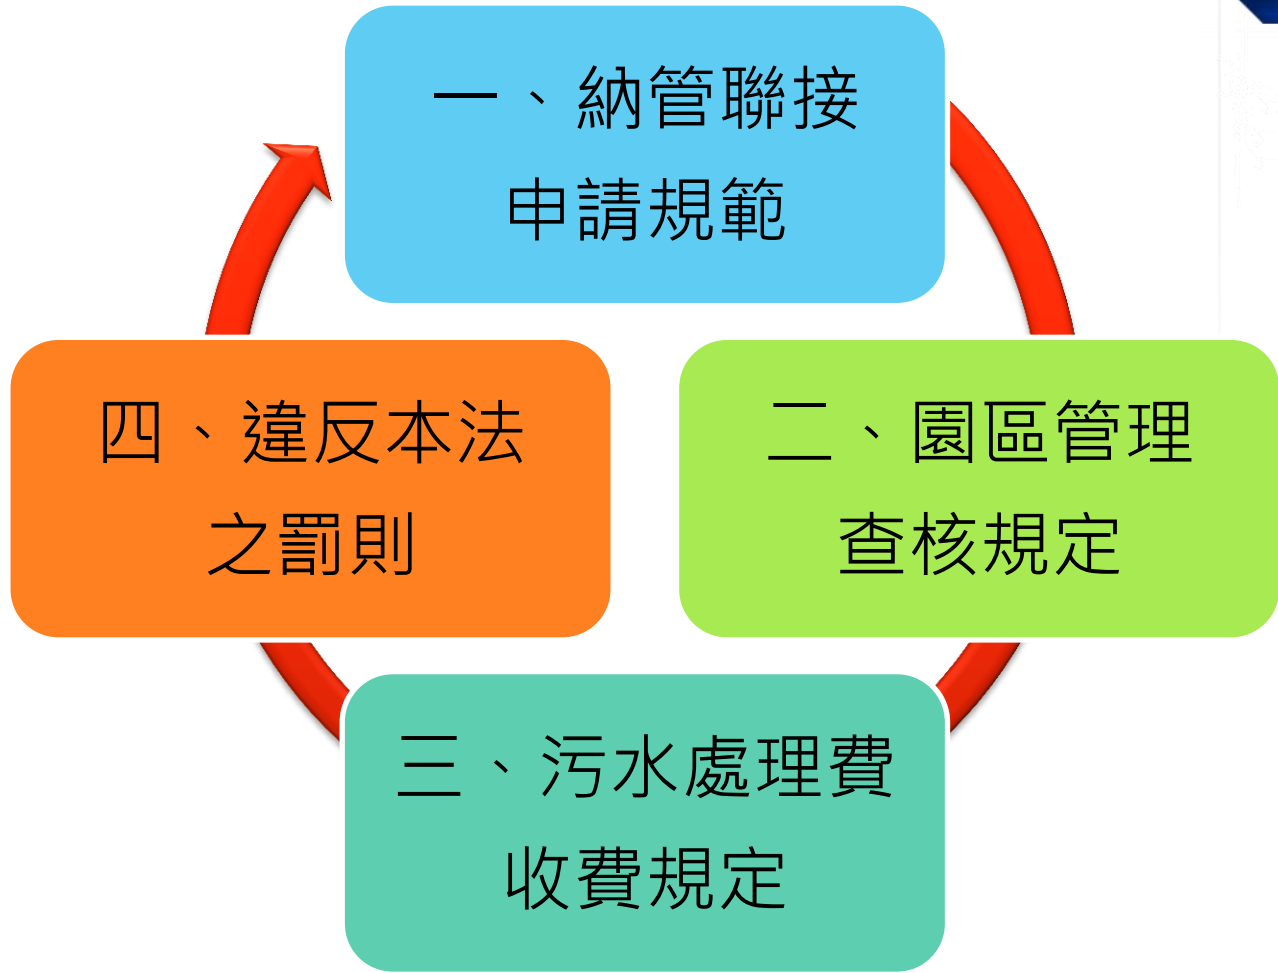 一、納管聯接
申請規範
二、園區管理
查核規定
三、污水處理費
收費規定
四、違反本法
之罰則